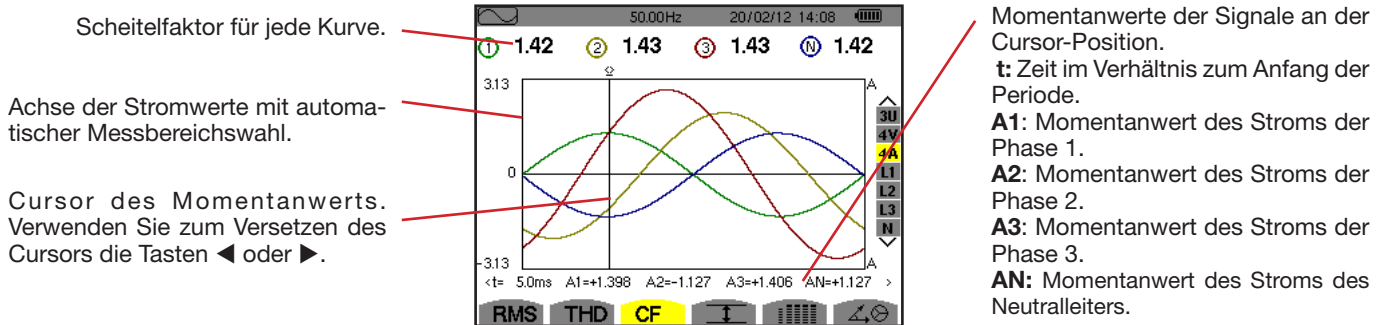 Scheitelfaktor für jede Kurve.
Achse der Stromwerte mit automa-
tischer Messbereichswahl.
Cursor des Momentanwerts.
Verwenden Sie zum Versetzen des
Cursors die Tasten ◄ oder ►.
50.00Hz 20/02/12 14:08
1 1.42 2 1.43 3 1.43 N 1.42
3.13 A
0
-3.13 A
3U
4V
4A
L1
L2
L3
N
<t= 5.0ms A1=+1.398 A2=-1.127 A3=+1.406 AN=+1.127 >
RMS THD CF
Momentanwerte der Signale an der
Cursor-Position.
t: Zeit im Verhältnis zum Anfang der
Periode.
A1: Momentanwert des Stroms der
Phase 1.
A2: Momentanwert des Stroms der
Phase 2.
A3: Momentanwert des Stroms der
Phase 3.
AN: Momentanwert des Stroms des
Neutralleiters.